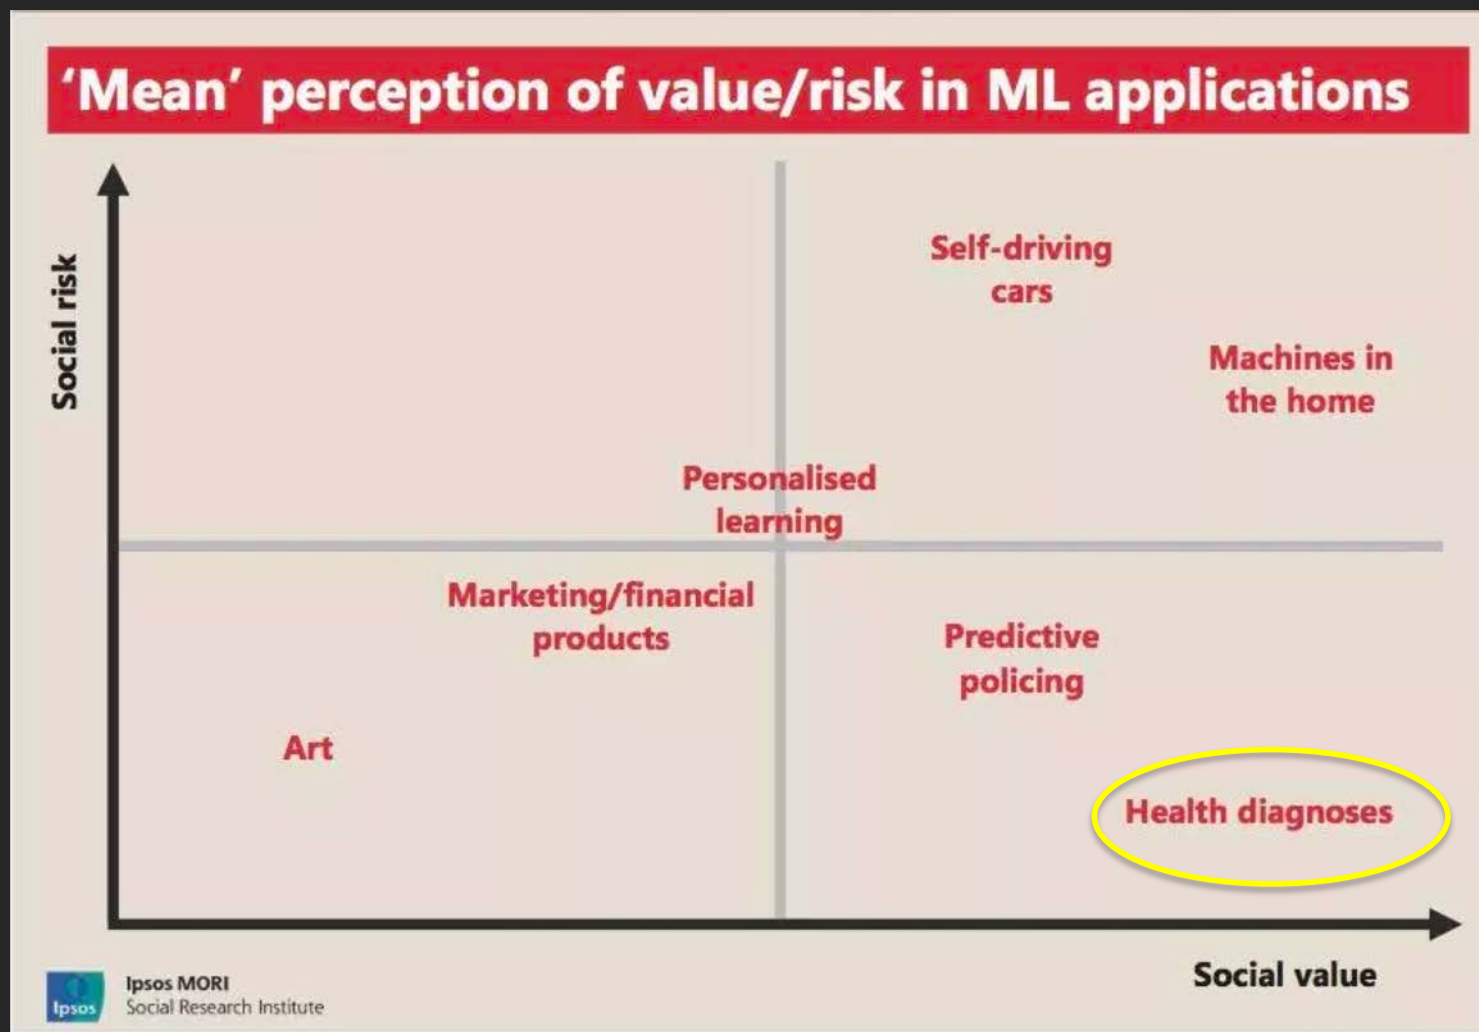 ‘Mean’ perception of value/risk in ML applications
Social risk
Self-driving
cars
Machines in
the home
Personalised
learning
Marketing/financial
products
Predictive
policing
Art
Health diagnoses
Social value
Ipsos
Ipsos MORI
Social Research Institute